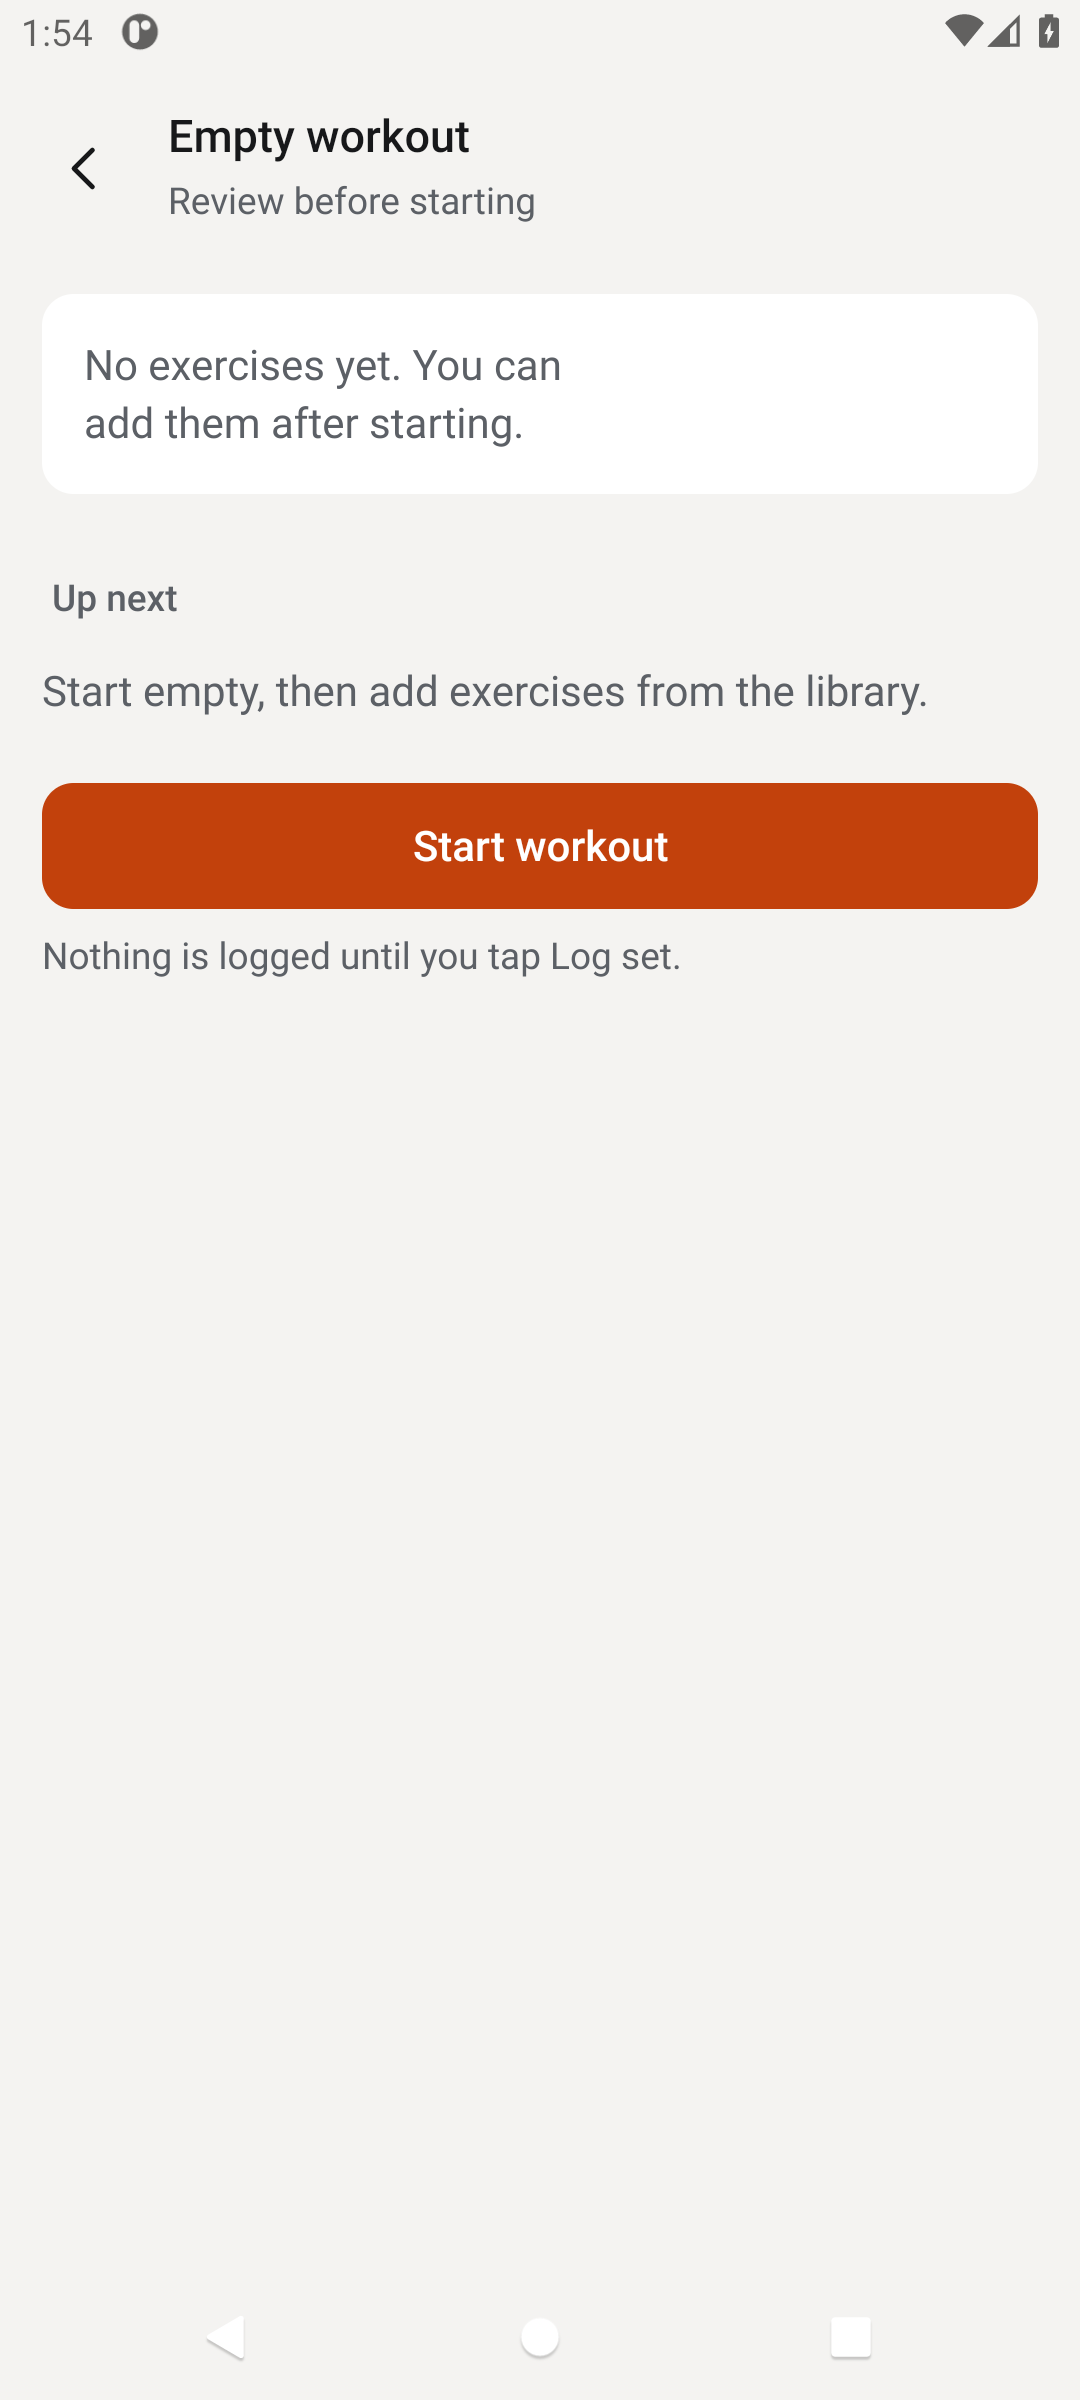 1:54
Empty workout
Review before starting
No exercises yet. You can
add them after starting.
Up next
Start empty, then add exercises from the library.
Start workout
Nothing is logged until you tap Log set.